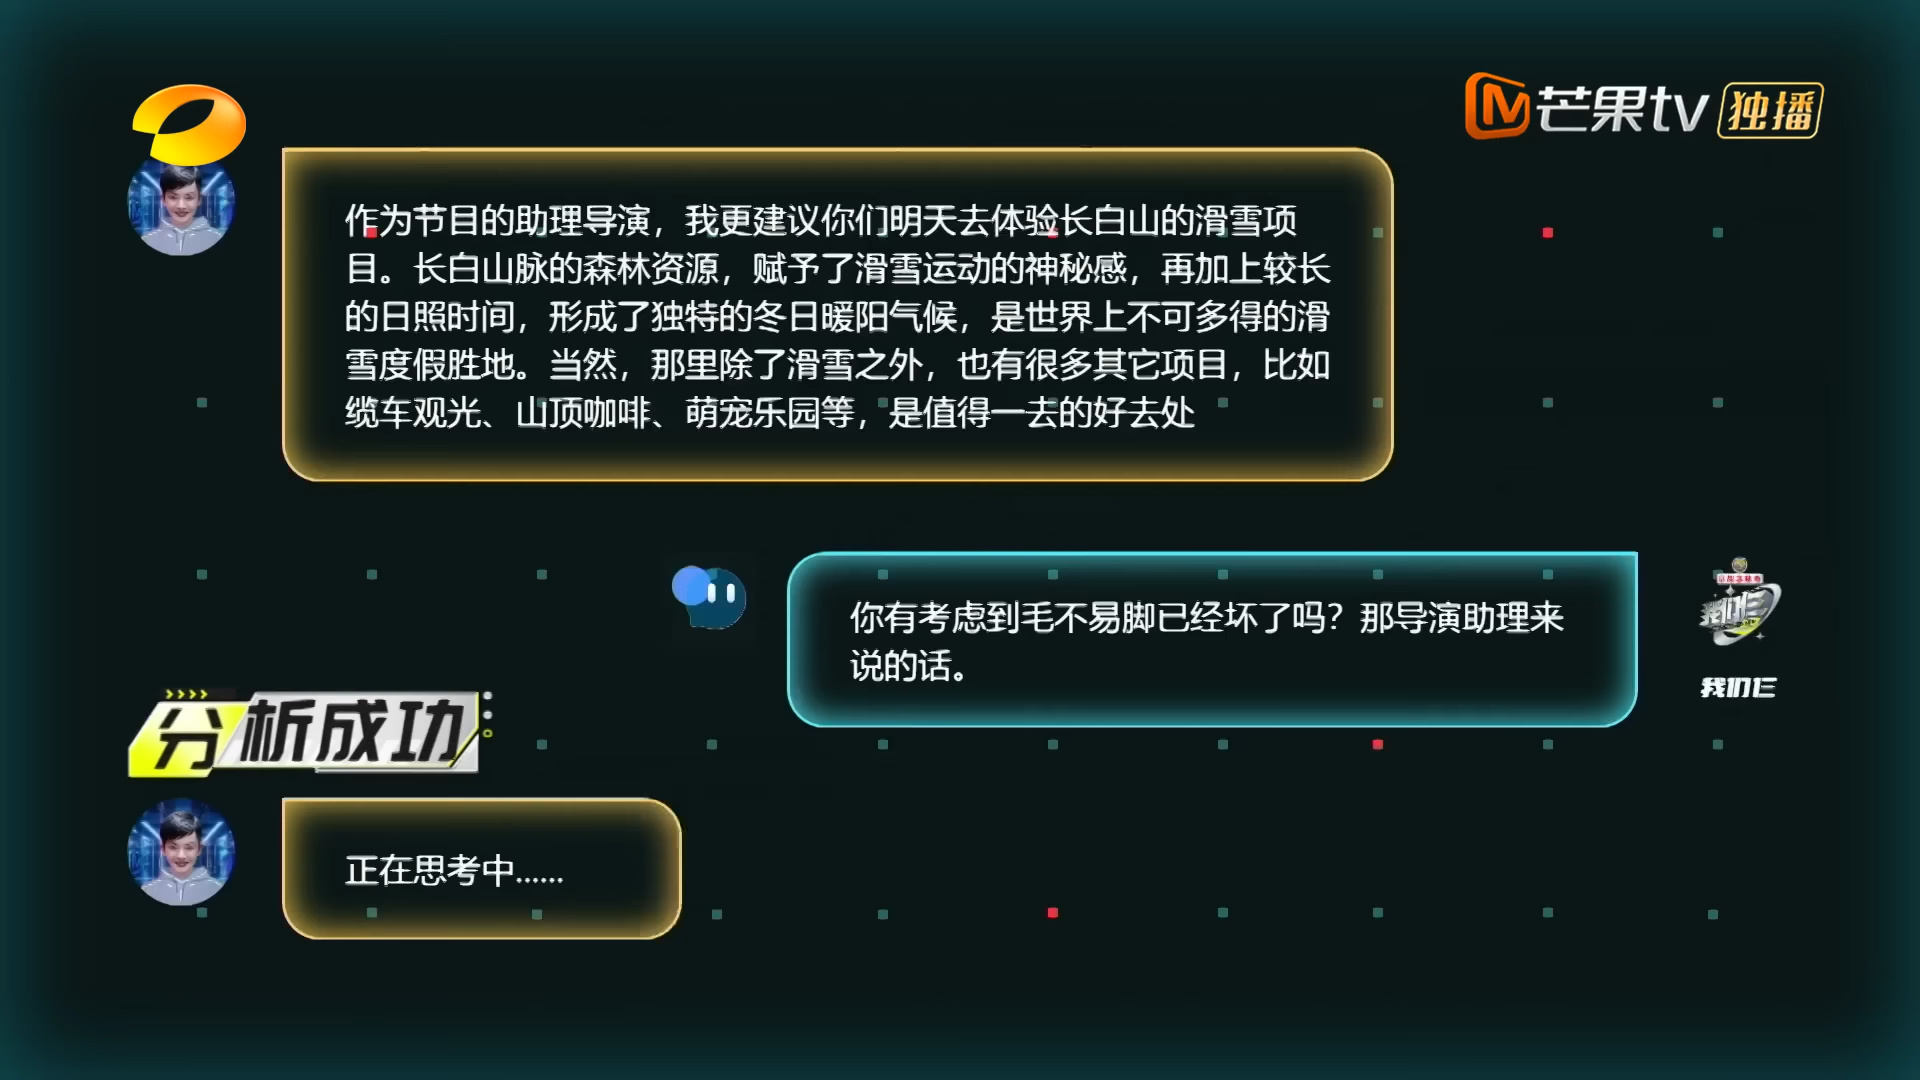 芒果tv 独播
作为节目的助理导演，我更建议你们明天去体验长白山的滑雪项
目。长白山脉的森林资源，赋予了滑雪运动的神秘感，再加上较长
的日照时间，形成了独特的冬日暖阳气候，是世界上不可多得的滑
雪度假胜地。当然，那里除了滑雪之外，也有很多其它项目，比如
缆车观光、山顶咖啡、萌宠乐园等，是值得一去的好去处
你有考虑到毛不易脚已经坏了吗？那导演助理来
说的话。
我们仨
我们仨
分析成功
正在思考中......